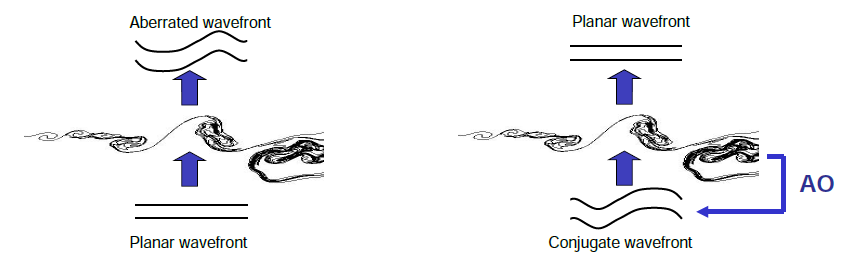 Aberrated wavefront
Planar wavefront
AO
Planar wavefront
Conjugate wavefront